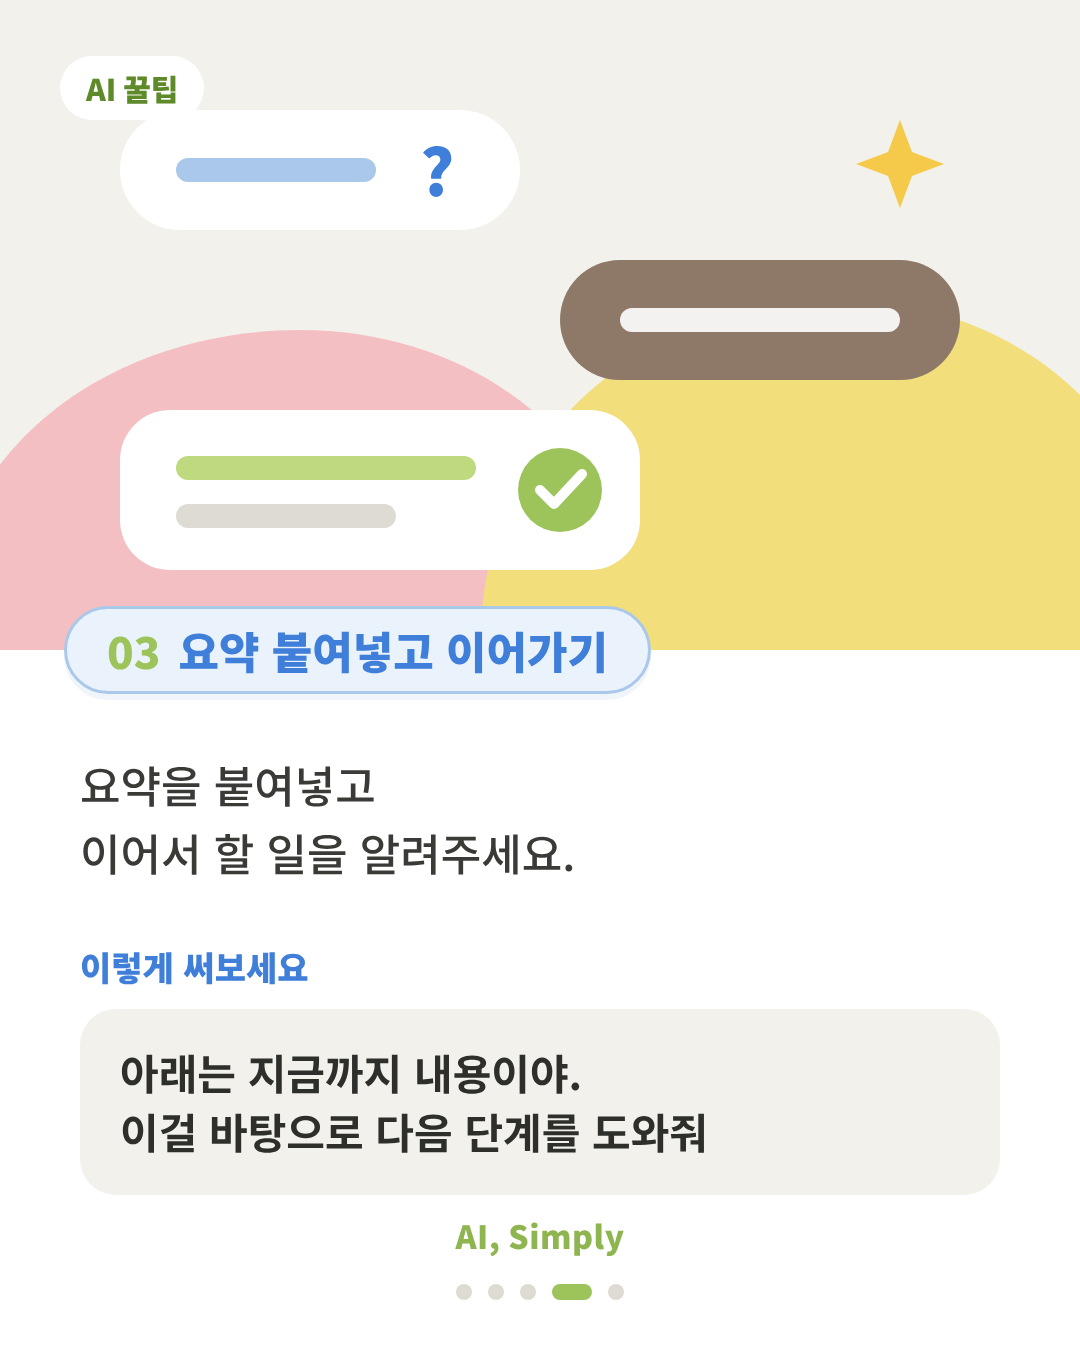 AI 꿀팁
?
03 요약 붙여넣고 이어가기
요약을 붙여넣고
이어서 할 일을 알려주세요.
이렇게 써보세요
아래는 지금까지 내용이야.
이걸 바탕으로 다음 단계를 도와줘
AI, Simply